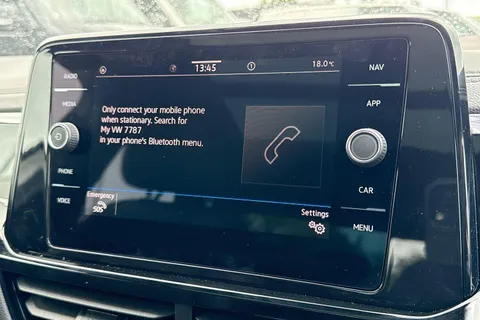 RADIO
MEDIA
PHONE
VOICE
13:45
18.0°c
Only connect your mobile phone
when stationary. Search for
My VW 7787
in your phone's Bluetooth menu.
Emergency
SOS
Settings
NAV
APP
CAR
MENU